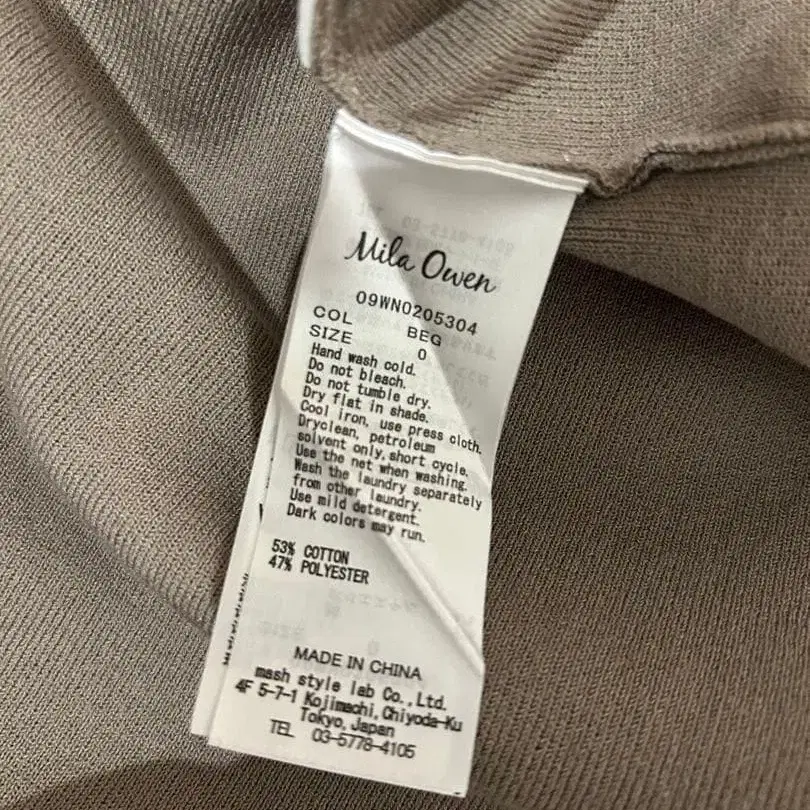 Mila Owen
09WN0205304
COL BEG
SIZE 0
Hand wash cold.
Do not bleach.
Do not tumble dry.
Dry flat in shade.
Cool iron, use press cloth.
Dryclean, petroleum
solvent only, short cycle.
Use the net when washing.
Wash the laundry separately
from other laundry.
Use mild detergent.
Dark colors may run.
53% COTTON
47% POLYESTER
MADE IN CHINA
mash style lab Co.,Ltd.
4F 5-7-1 Kojimachi,Chiyoda-Ku
Tokyo,Japan
TEL 03-5778-4105